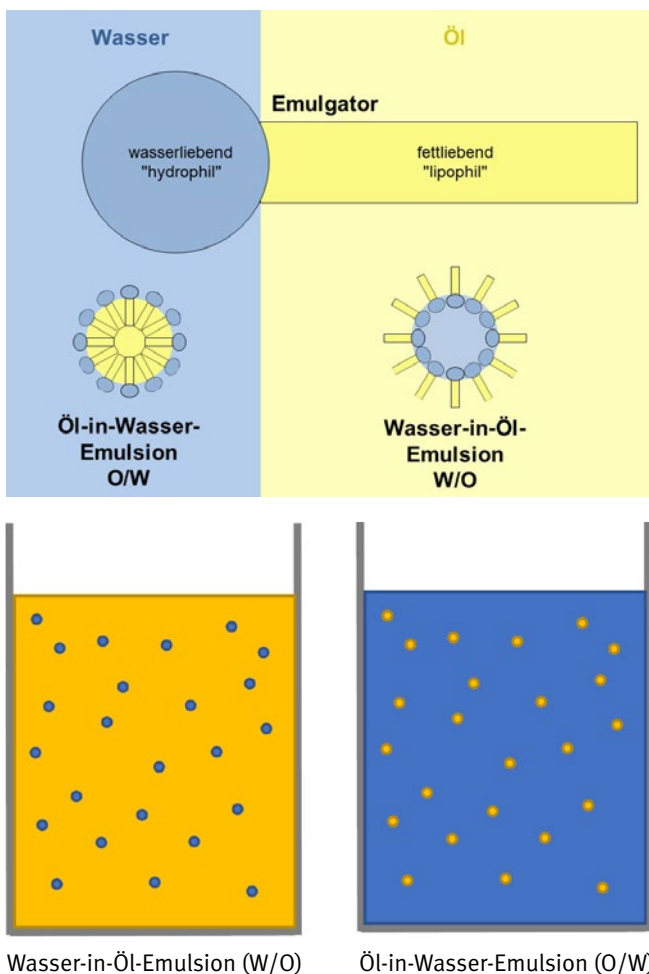 Wasser
Öl
Emulgator
wasserliebend
"hydrophil"
fettliebend
"lipophil"
Öl-in-Wasser-
Emulsion
O/W
Wasser-in-Öl-
Emulsion
W/O
Wasser-in-Öl-Emulsion (W/O)
Öl-in-Wasser-Emulsion (O/W)